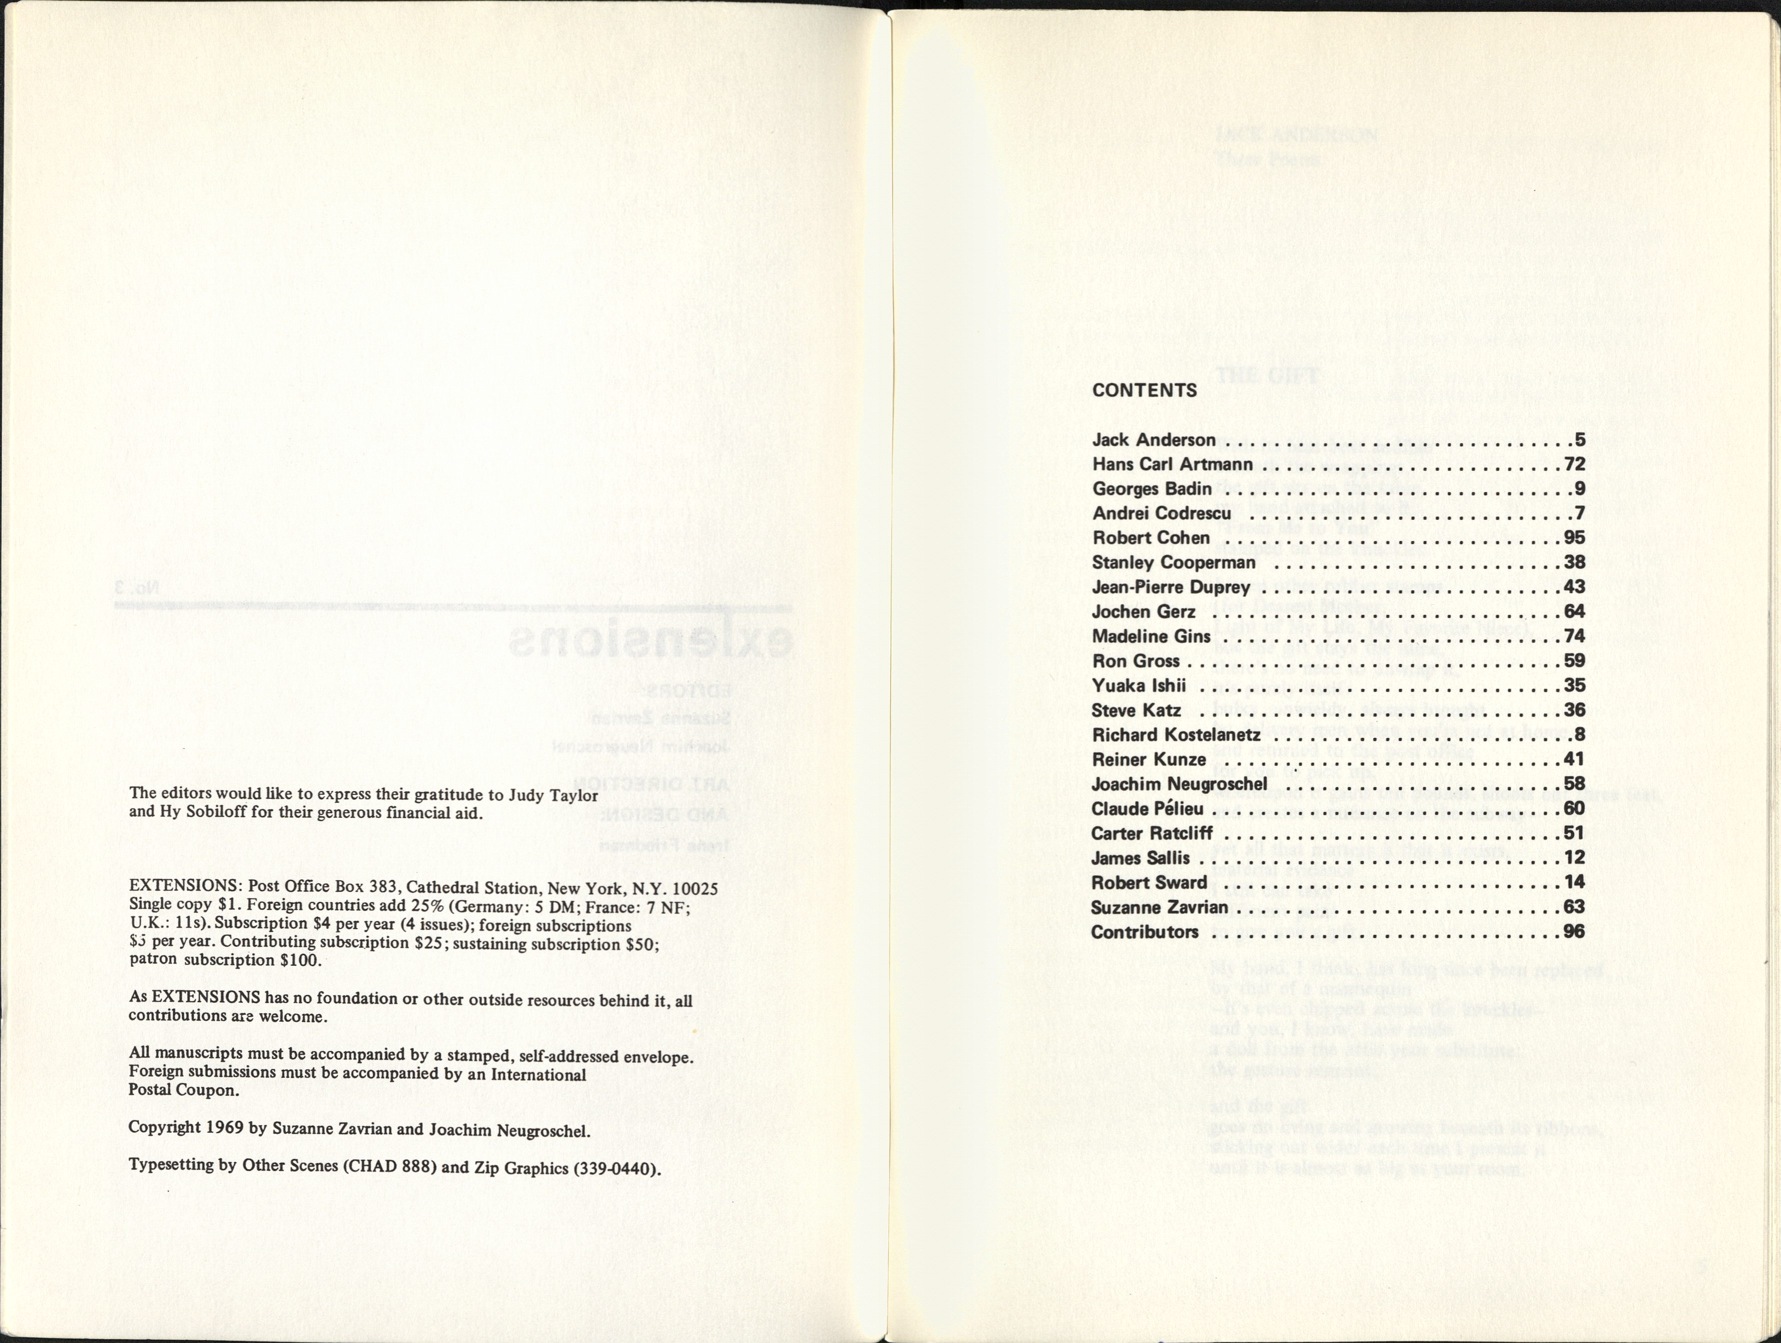 The editors would like to express their gratitude to Judy Taylor
and Hy Sobiloff for their generous financial aid.
EXTENSIONS: Post Office Box 383, Cathedral Station, New York, N.Y. 10025
Single copy $1. Foreign countries add 25% (Germany: 5 DM; France: 7 NF;
U.K.: 11s). Subscription $4 per year (4 issues); foreign subscriptions
$5 per year. Contributing subscription $25; sustaining subscription $50;
patron subscription $100.
As EXTENSIONS has no foundation or other outside resources behind it, all
contributions are welcome.
All manuscripts must be accompanied by a stamped, self-addressed envelope.
Foreign submissions must be accompanied by an International
Postal Coupon.
Copyright 1969 by Suzanne Zavrian and Joachim Neugroschel.
Typesetting by Other Scenes (CHAD 888) and Zip Graphics (339-0440).
CONTENTS
Jack Anderson . . . . . . . . . . . . . . . . . . . . . . . . . . . . .5
Hans Carl Artmann . . . . . . . . . . . . . . . . . . . . . . . . .72
Georges Badin . . . . . . . . . . . . . . . . . . . . . . . . . . . . .9
Andrei Codrescu . . . . . . . . . . . . . . . . . . . . . . . . . . .7
Robert Cohen . . . . . . . . . . . . . . . . . . . . . . . . . . . .95
Stanley Cooperman . . . . . . . . . . . . . . . . . . . . . . . .38
Jean-Pierre Duprey . . . . . . . . . . . . . . . . . . . . . . . . .43
Jochen Gerz . . . . . . . . . . . . . . . . . . . . . . . . . . . . .64
Madeline Gins . . . . . . . . . . . . . . . . . . . . . . . . . . . .74
Ron Gross . . . . . . . . . . . . . . . . . . . . . . . . . . . . . . .59
Yuaka Ishii . . . . . . . . . . . . . . . . . . . . . . . . . . . . . .35
Steve Katz . . . . . . . . . . . . . . . . . . . . . . . . . . . . . .36
Richard Kostelanetz . . . . . . . . . . . . . . . . . . . . . . . . .8
Reiner Kunze . . . . . . . . . . . . . . . . . . . . . . . . . . . .41
Joachim Neugroschel . . . . . . . . . . . . . . . . . . . . . . .58
Claude Pélieu . . . . . . . . . . . . . . . . . . . . . . . . . . . . .60
Carter Ratcliff . . . . . . . . . . . . . . . . . . . . . . . . . . . .51
James Sallis . . . . . . . . . . . . . . . . . . . . . . . . . . . . . .12
Robert Sward . . . . . . . . . . . . . . . . . . . . . . . . . . . .14
Suzanne Zavrian . . . . . . . . . . . . . . . . . . . . . . . . . . .63
Contributors . . . . . . . . . . . . . . . . . . . . . . . . . . . . .96